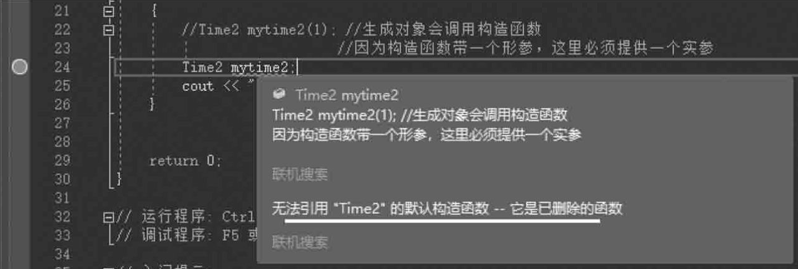 21 {
22 //Time2 mytime2(1); //生成对象会调用构造函数
23 //因为构造函数带一个形参，这里必须提供一个实参
24 Time2 mytime2;
25 cout << "
26 }
27
28
29 return 0;
30 }
31
32 // 运行程序: Ctrl
33 // 调试程序: F5 或
34
Time2 mytime2
Time2 mytime2(1); //生成对象会调用构造函数
因为构造函数带一个形参，这里必须提供一个实参
联机搜索
无法引用 "Time2" 的默认构造函数 -- 它是已删除的函数
联机搜索